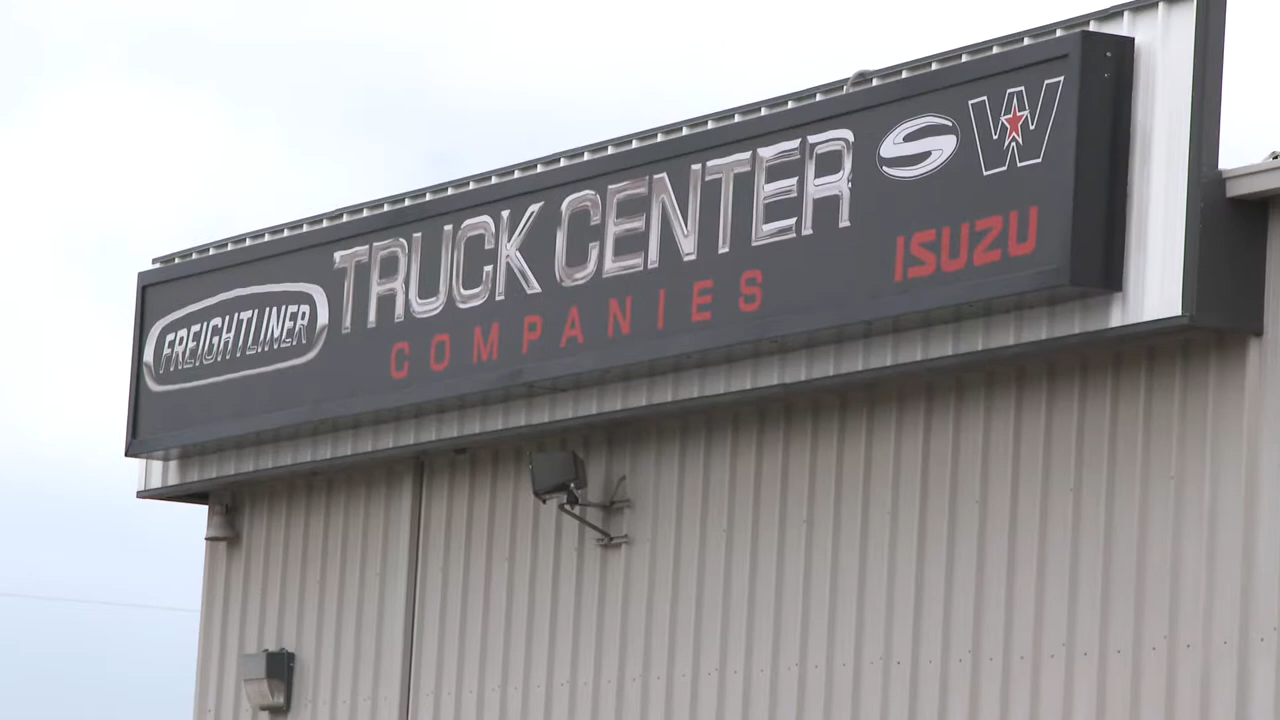 FREIGHTLINER
TRUCK CENTER
COMPANIES
S W
ISUZU